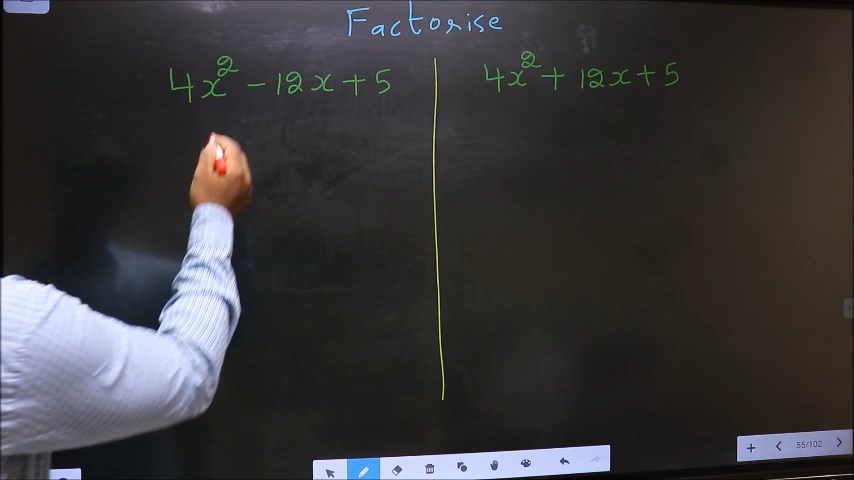 Factorise
4x² - 12x + 5
4x² + 12x + 5
55/102